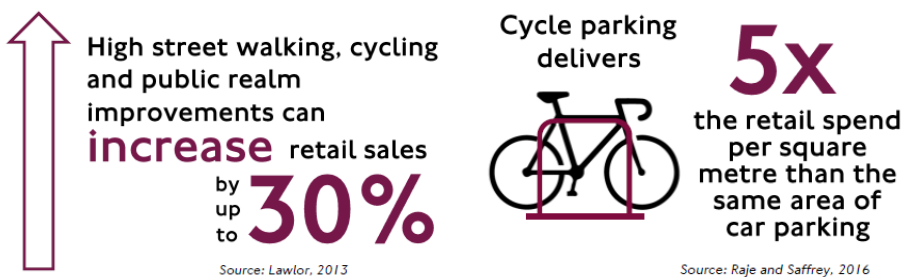 High street walking, cycling
and public realm
improvements can
increase retail sales
by
up
to
30%
Source: Lawlor, 2013
Cycle parking
delivers
5x
the retail spend
per square
metre than the
same area of
car parking
Source: Raje and Saffrey, 2016